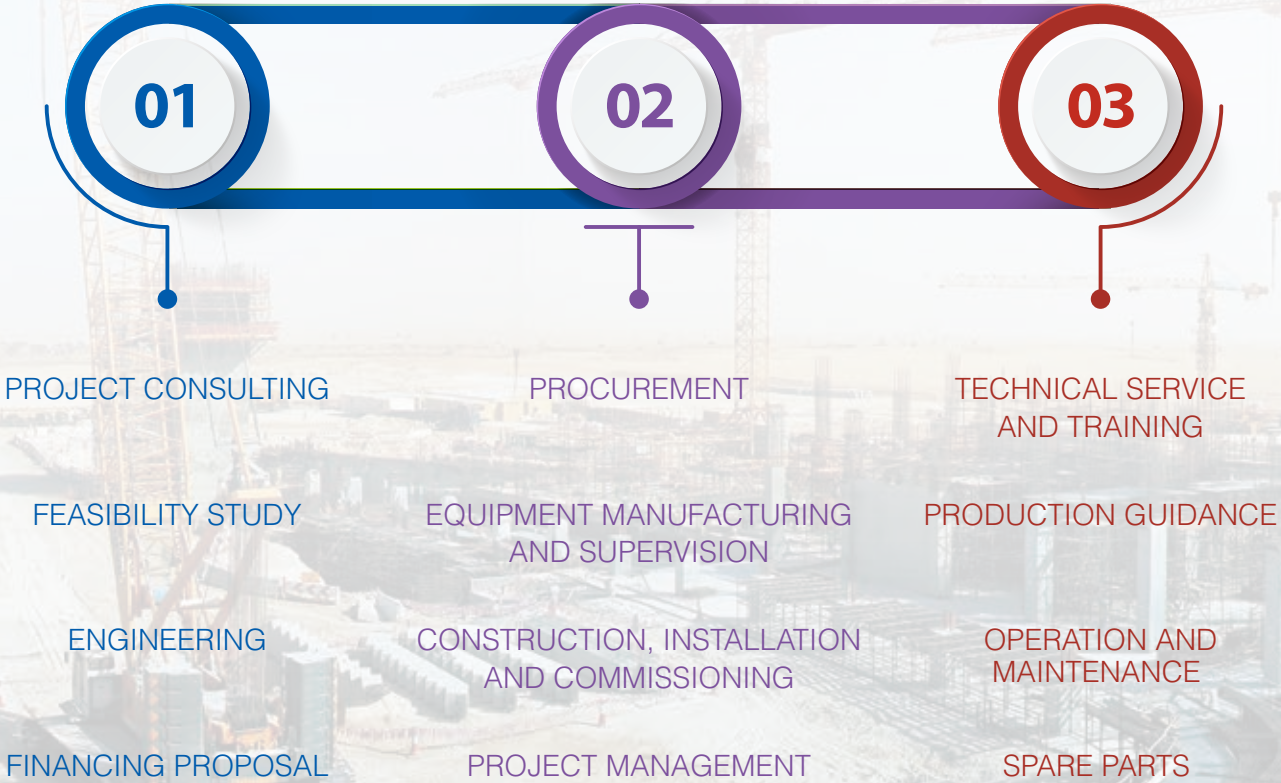 01
02
03
PROJECT CONSULTING
FEASIBILITY STUDY
ENGINEERING
FINANCING PROPOSAL
PROCUREMENT
EQUIPMENT MANUFACTURING
AND SUPERVISION
CONSTRUCTION, INSTALLATION
AND COMMISSIONING
PROJECT MANAGEMENT
TECHNICAL SERVICE
AND TRAINING
PRODUCTION GUIDANCE
OPERATION AND
MAINTENANCE
SPARE PARTS